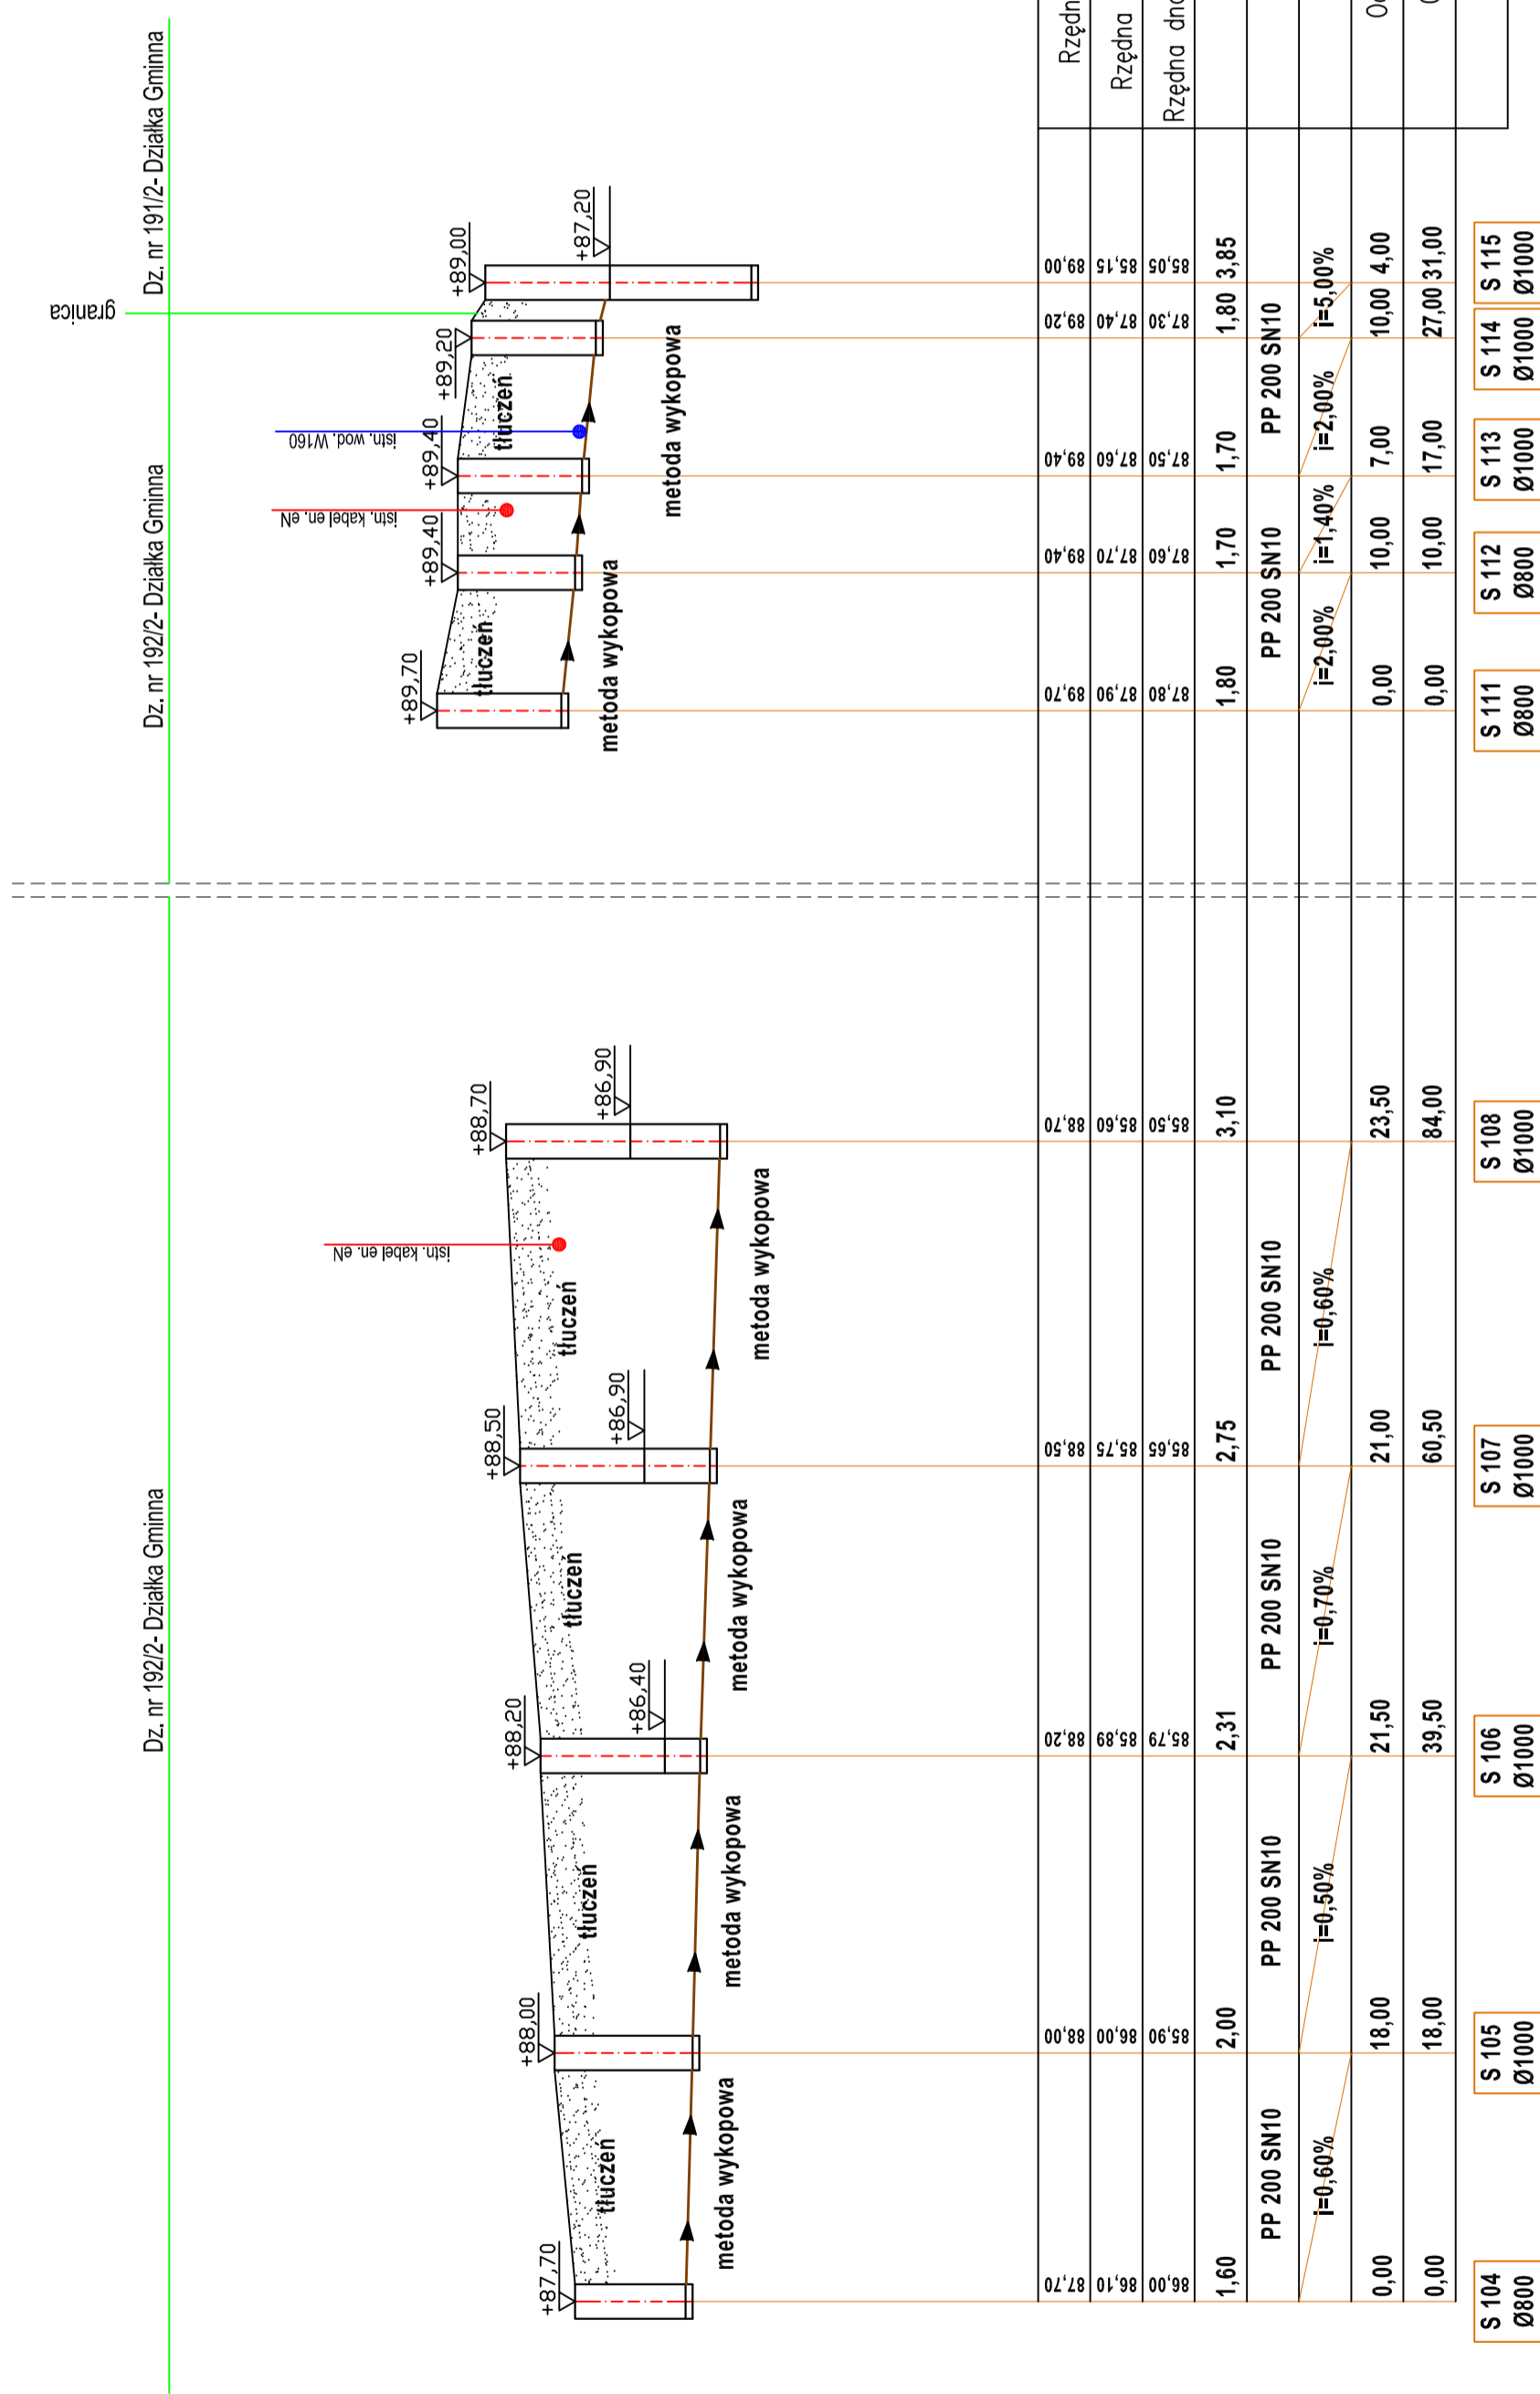 Dz. nr 192/2- Działka Gminna
Dz. nr 192/2- Działka Gminna
Dz. nr 191/2- Działka Gminna
granica
+87,70
+88,00
+88,20
+86,40
+88,50
+86,90
+88,70
+86,90
istn. kabel en. eN
tłuczeń
tłuczeń
tłuczeń
tłuczeń
metoda wykopowa
metoda wykopowa
metoda wykopowa
metoda wykopowa
+89,70
+89,40
+89,40
+89,20
+89,00
+87,20
istn. kabel en. eN
istn. wod. W160
tłuczeń
tłuczeń
metoda wykopowa
metoda wykopowa
87,70 88,00 88,20 88,50 88,70 89,70 89,40 89,40 89,20 89,00
Rzędna
86,10 86,00 85,89 85,75 85,60 87,90 87,70 87,60 87,40 85,15
Rzędna dno
86,00 85,90 85,79 85,65 85,50 87,80 87,60 87,50 87,30 85,05
1,60 2,00 2,31 2,75 3,10 1,80 1,70 1,70 1,80 3,85
PP 200 SN10 PP 200 SN10 PP 200 SN10 PP 200 SN10 PP 200 SN10 PP 200 SN10
i=0,60% i=0,50% i=0,70% i=0,60% i=2,00% i=1,40% i=2,00% i=5,00%
0,00 18,00 21,50 21,00 23,50 0,00 10,00 7,00 10,00 4,00
0,00 18,00 39,50 60,50 84,00 0,00 10,00 17,00 27,00 31,00
S 104 S 105 S 106 S 107 S 108 S 111 S 112 S 113 S 114 S 115
Ø800 Ø1000 Ø1000 Ø1000 Ø1000 Ø800 Ø800 Ø1000 Ø1000 Ø1000